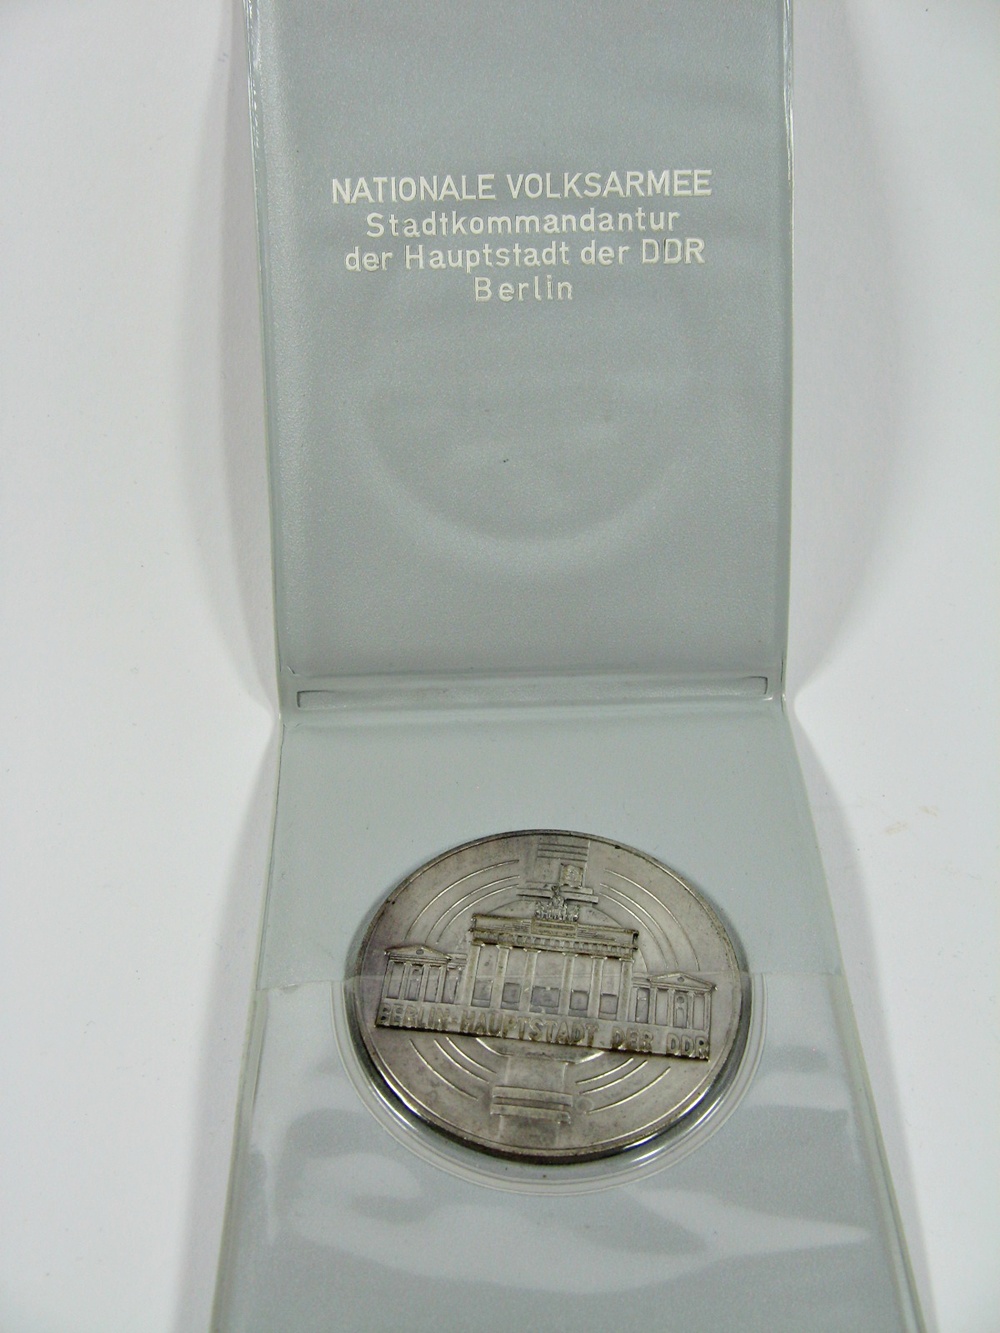 NATIONALE VOLKSARMEE
Stadtkommandantur
der Hauptstadt der DDR
Berlin
BERLIN-HAUPTSTADT DER DDR